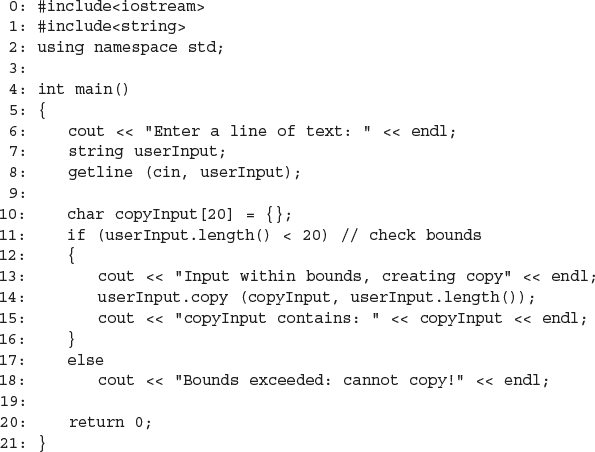 0: #include<iostream>
1: #include<string>
2: using namespace std;
3:
4: int main()
5: {
6: cout << "Enter a line of text: " << endl;
7: string userInput;
8: getline (cin, userInput);
9:
10: char copyInput[20] = {};
11: if (userInput.length() < 20) // check bounds
12: {
13: cout << "Input within bounds, creating copy" << endl;
14: userInput.copy (copyInput, userInput.length());
15: cout << "copyInput contains: " << copyInput << endl;
16: }
17: else
18: cout << "Bounds exceeded: cannot copy!" << endl;
19:
20: return 0;
21: }